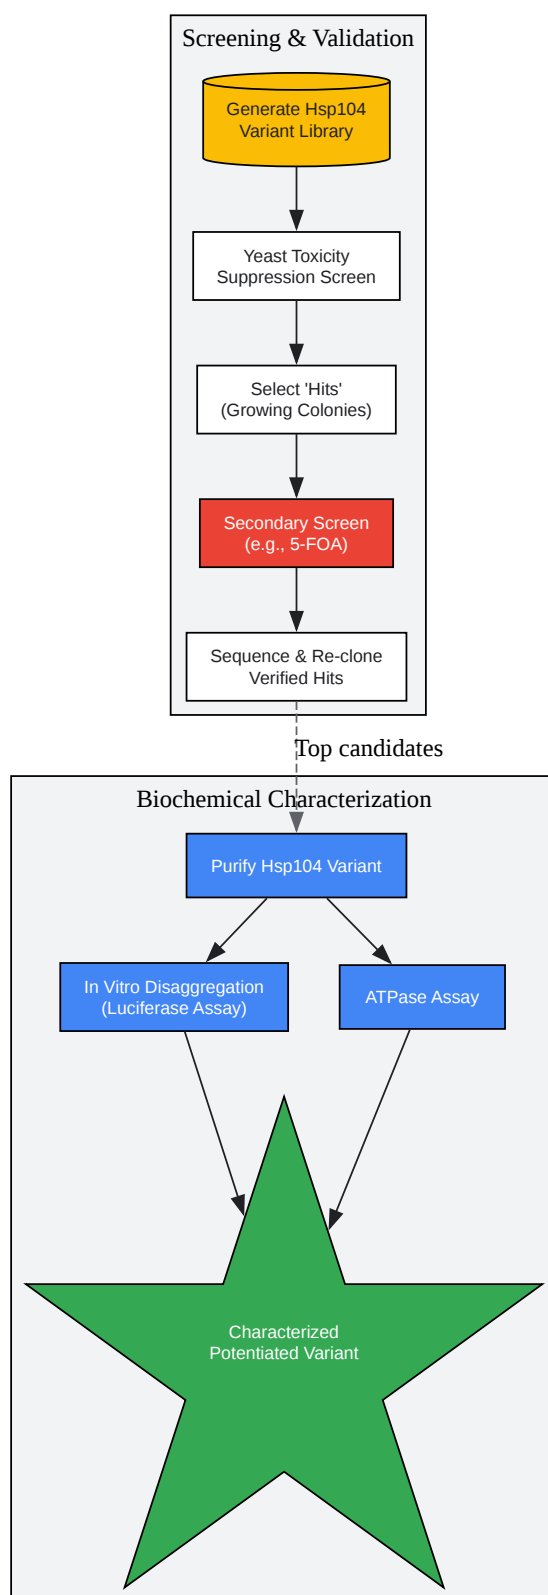 Screening & Validation
Generate Hsp104
Variant Library
Yeast Toxicity
Suppression Screen
Select 'Hits'
(Growing Colonies)
Secondary Screen
(e.g., 5-FOA)
Sequence & Re-clone
Verified Hits
Top candidates
Biochemical Characterization
Purify Hsp104 Variant
In Vitro Disaggregation
(Luciferase Assay)
ATPase Assay
Characterized
Potentiated Variant